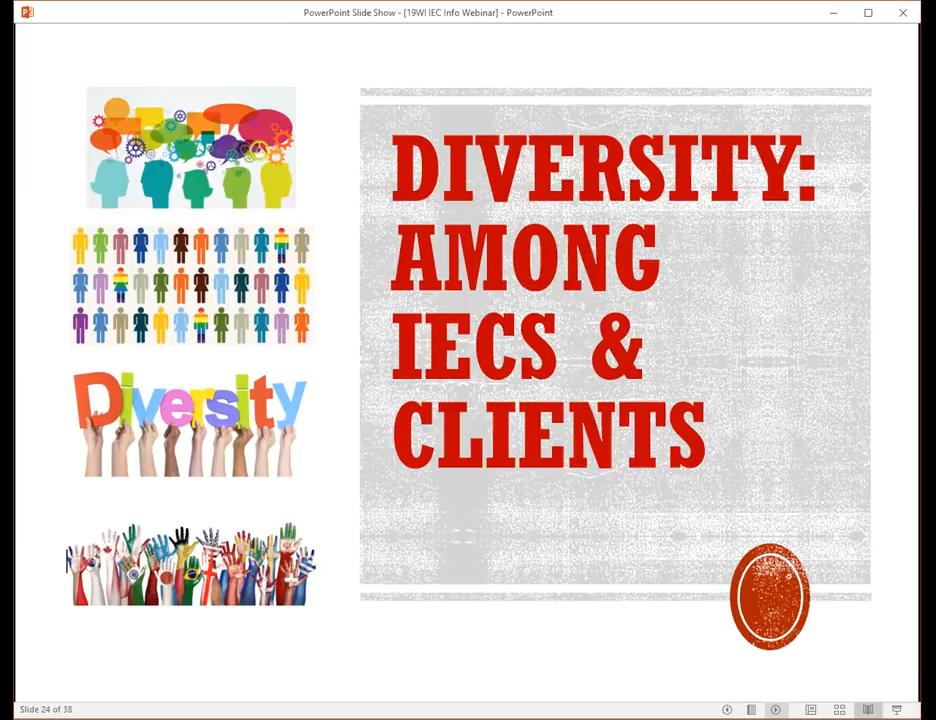 PowerPoint Slide Show - [19WI IEC Info Webinar] - PowerPoint
DIVERSITY:
AMONG
IECS &
CLIENTS
Diversity
Slide 24 of 38